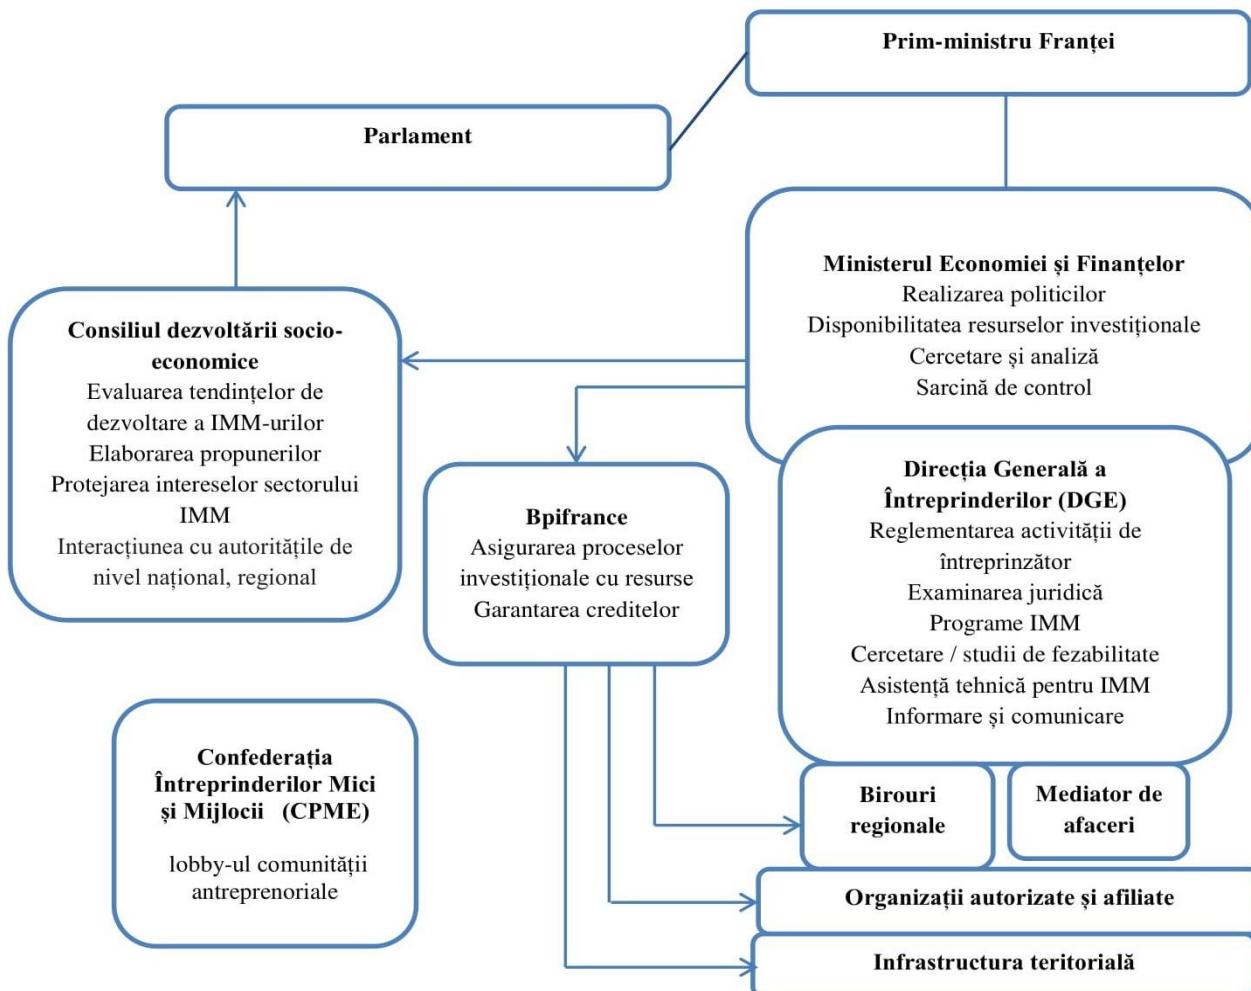 Prim-ministru Franței
Parlament
Ministerul Economiei și Finanțelor
Realizarea politicilor
Disponibilitatea resurselor investiționale
Cercetare și analiză
Sarcină de control
Consiliul dezvoltării socio-
economice
Evaluarea tendințelor de
dezvoltare a IMM-urilor
Elaborarea propunerilor
Protejarea intereselor sectorului
IMM
Interacțiunea cu autoritățile de
nivel național, regional
Bpifrance
Asigurarea proceselor
investiționale cu resurse
Garantarea creditelor
Direcția Generală a
Întreprinderilor (DGE)
Reglementarea activității de
întreprinzător
Examinarea juridică
Programe IMM
Cercetare / studii de fezabilitate
Asistență tehnică pentru IMM
Informare și comunicare
Confederația
Întreprinderilor Mici
și Mijlocii (CPME)
lobby-ul comunității
antreprenoriale
Birouri
regionale
Mediator de
afaceri
Organizații autorizate și afiliate
Infrastructura teritorială